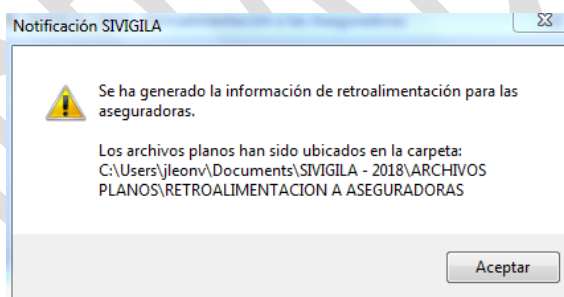 Notificación SIVIGILA
Se ha generado la información de retroalimentación para las
aseguradoras.
Los archivos planos han sido ubicados en la carpeta:
C:\Users\jleonv\Documents\SIVIGILA - 2018\ARCHIVOS
PLANOS\RETROALIMENTACION A ASEGURADORAS
Aceptar